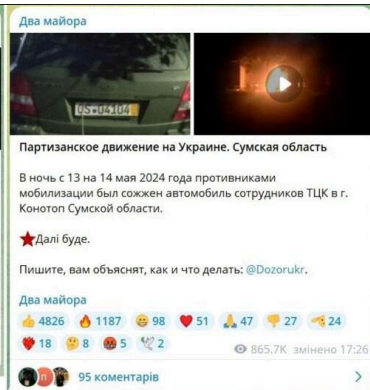 Два майора
OS-04104
Партизанское движение на Украине. Сумская область
В ночь с 13 на 14 мая 2024 года противниками
мобилизации был сожжен автомобиль сотрудников ТЦК в г.
Конотоп Сумской области.
Далі буде.
Пишите, вам объяснят, как и что делать: @Dozorukr.
Два майора
4826 1187 98 51 47 27 24
18 8 5 2 865.7K змінено 17:26
95 коментарів